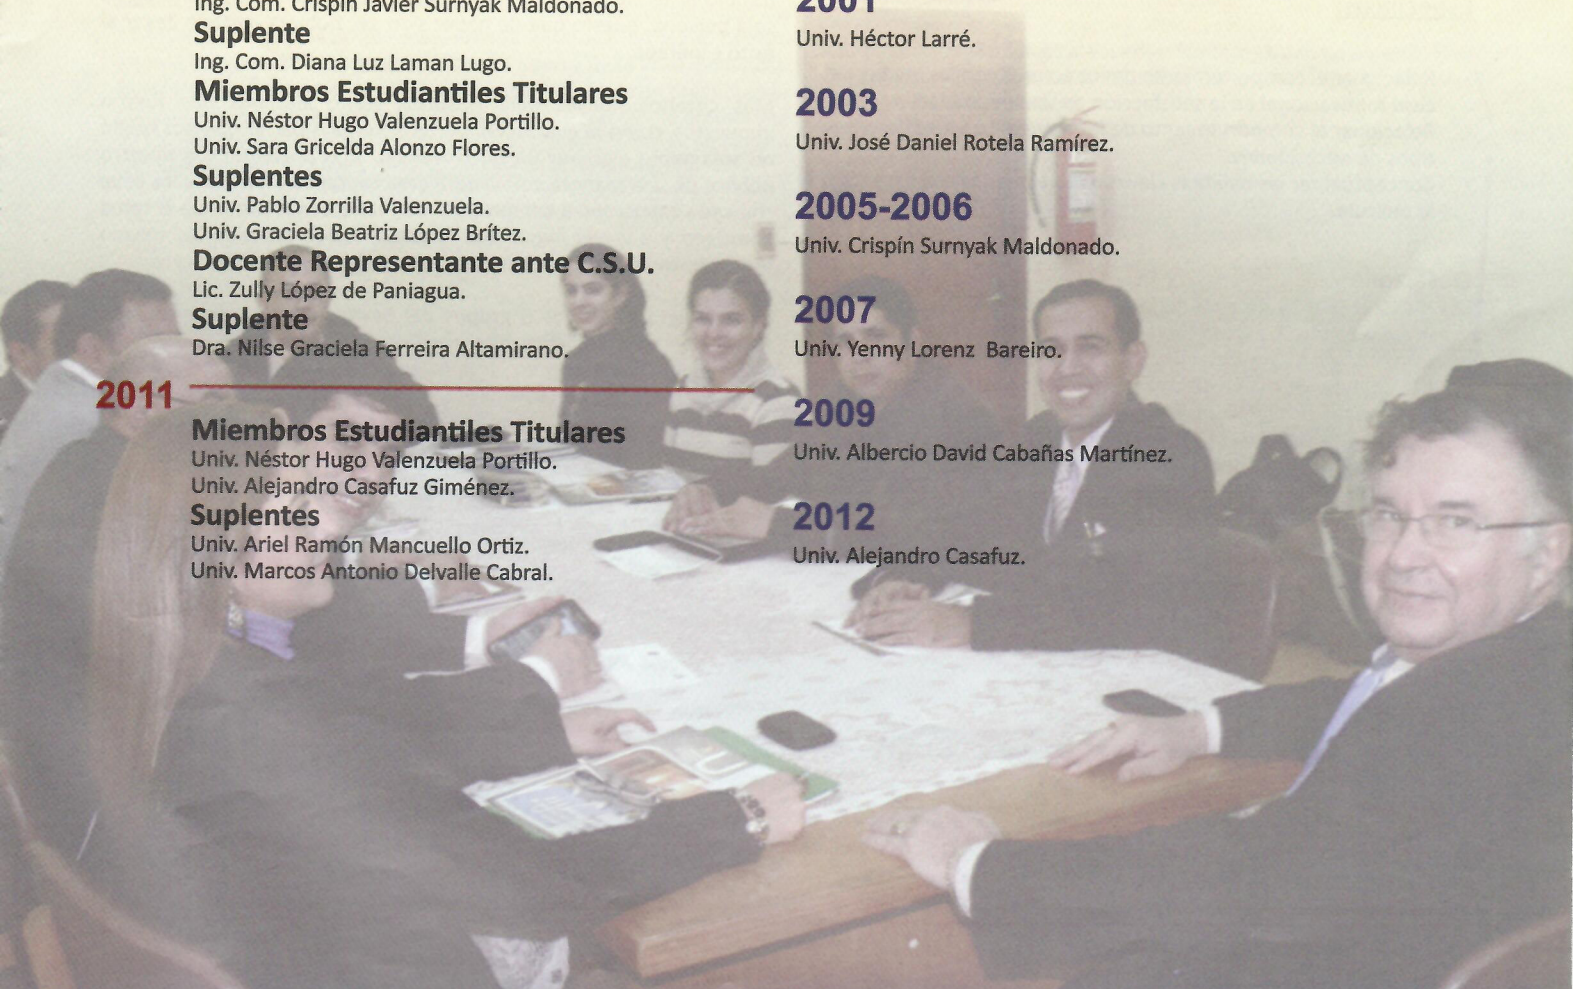 Ing. Com. Crispín Javier Surnyak Maldonado.
Suplente
Ing. Com. Diana Luz Laman Lugo.
Miembros Estudiantiles Titulares
Univ. Néstor Hugo Valenzuela Portillo.
Univ. Sara Gricelda Alonzo Flores.
Suplentes
Univ. Pablo Zorrilla Valenzuela.
Univ. Graciela Beatriz López Brítez.
Docente Representante ante C.S.U.
Lic. Zully López de Paniagua.
Suplente
Dra. Nilse Graciela Ferreira Altamirano.
2011
Miembros Estudiantiles Titulares
Univ. Néstor Hugo Valenzuela Portillo.
Univ. Alejandro Casafuz Giménez.
Suplentes
Univ. Ariel Ramón Mancuello Ortiz.
Univ. Marcos Antonio Delvalle Cabral.
2001
Univ. Héctor Larré.
2003
Univ. José Daniel Rotela Ramírez.
2005-2006
Univ. Crispín Surnyak Maldonado.
2007
Univ. Yenny Lorenz Bareiro.
2009
Univ. Albercio David Cabañas Martínez.
2012
Univ. Alejandro Casafuz.